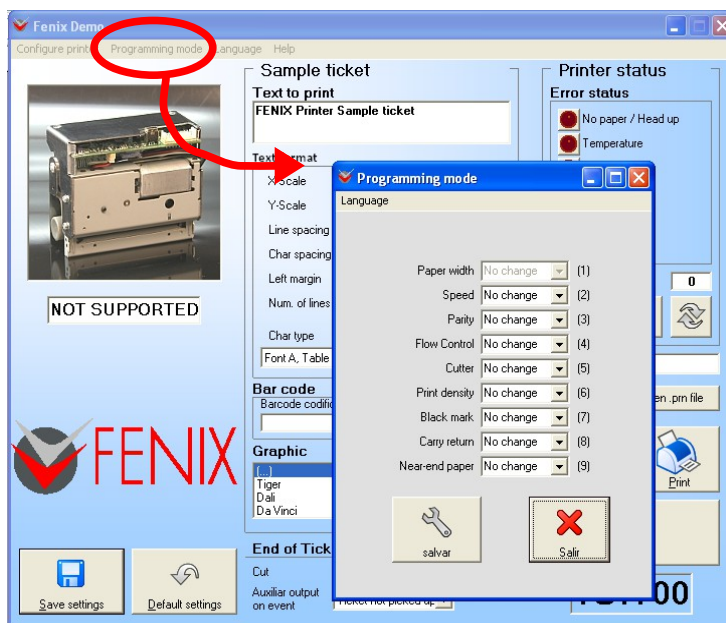 Fenix Demo
Configure Programming mode Language Help
Sample ticket
Text to print
FENIX Printer Sample ticket
X-Scale
Y-Scale
Line spacing
Char spacing
Left margin
Num. of lines
Char type
Font A, Table
Bar code
Barcode
Graphic
(...)
Tiger
Dali
Da Vinci
End of
Cut
Auxiliar output
on event
Printer status
Error status
No paper / Head up
Temperature
0
.prn file
Print
NOT SUPPORTED
FENIX
Save settings
Default settings
Programming mode
Language
Paper width No change (1)
Speed No change (2)
Parity No change (3)
Flow Control No change (4)
Cutter No change (5)
Print density No change (6)
Black mark No change (7)
Carry return No change (8)
Near-end paper No change (9)
salvar
Salir